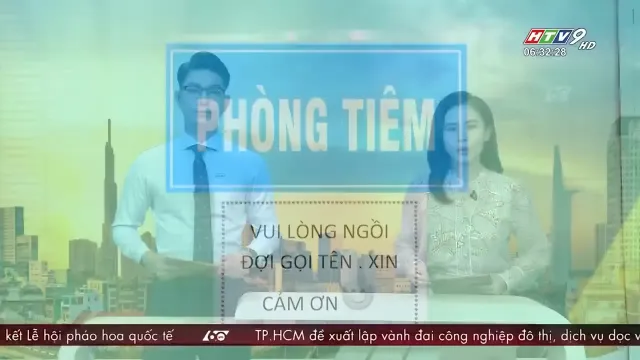 HTV9 HD
06:32:28
PHÒNG TIÊM
VUI LÒNG NGỒI
ĐỢI GỌI TÊN . XIN
CẢM ƠN
kết Lễ hội pháo hoa quốc tế 60 TP.HCM đề xuất lập vành đai công nghiệp đô thị, dịch vụ dọc v